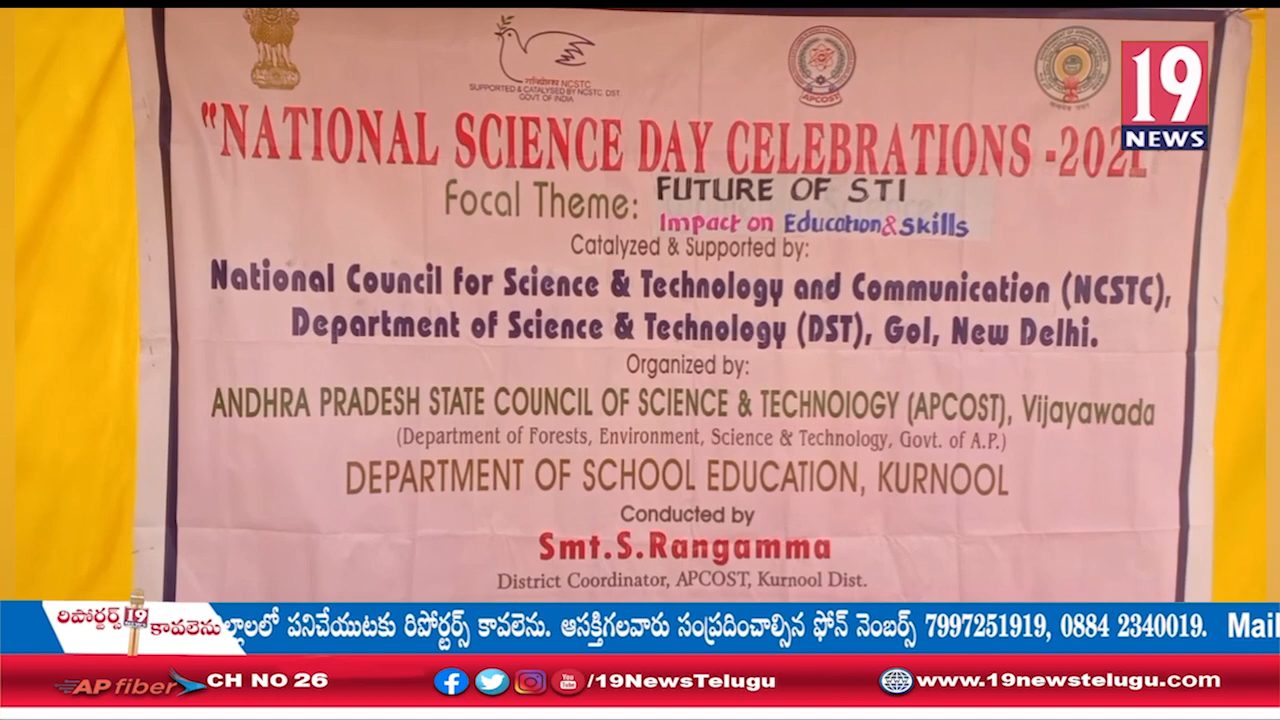 गनिप्रोस्प NCSTC
SUPPORTED & CATALYSED BY NCSTC. DST.
GOVT. OF INDIA
APCOST
19
NEWS
"NATIONAL SCIENCE DAY CELEBRATIONS -2021"
Focal Theme: FUTURE OF STI
Impact on Education & Skills
Catalyzed & Supported by:
National Council for Science & Technology and Communication (NCSTC),
Department of Science & Technology (DST), GoI, New Delhi.
Organized by:
ANDHRA PRADESH STATE COUNCIL OF SCIENCE & TECHNOIOGY (APCOST), Vijayawada
(Department of Forests, Environment, Science & Technology, Govt. of A.P.)
DEPARTMENT OF SCHOOL EDUCATION, KURNOOL
Conducted by
Smt.S.Rangamma
District Coordinator, APCOST, Kurnool Dist.
రిపోర్టర్స్ 19
కావలెను ల్లాలలో పనిచేయుటకు రిపోర్టర్స్ కావలెను. ఆసక్తిగలవారు సంప్రదించాల్సిన ఫోన్ నెంబర్స్ 7997251919, 0884 2340019. Mail
AP fiber CH NO 26 You Tube /19NewsTelugu www.19newstelugu.com